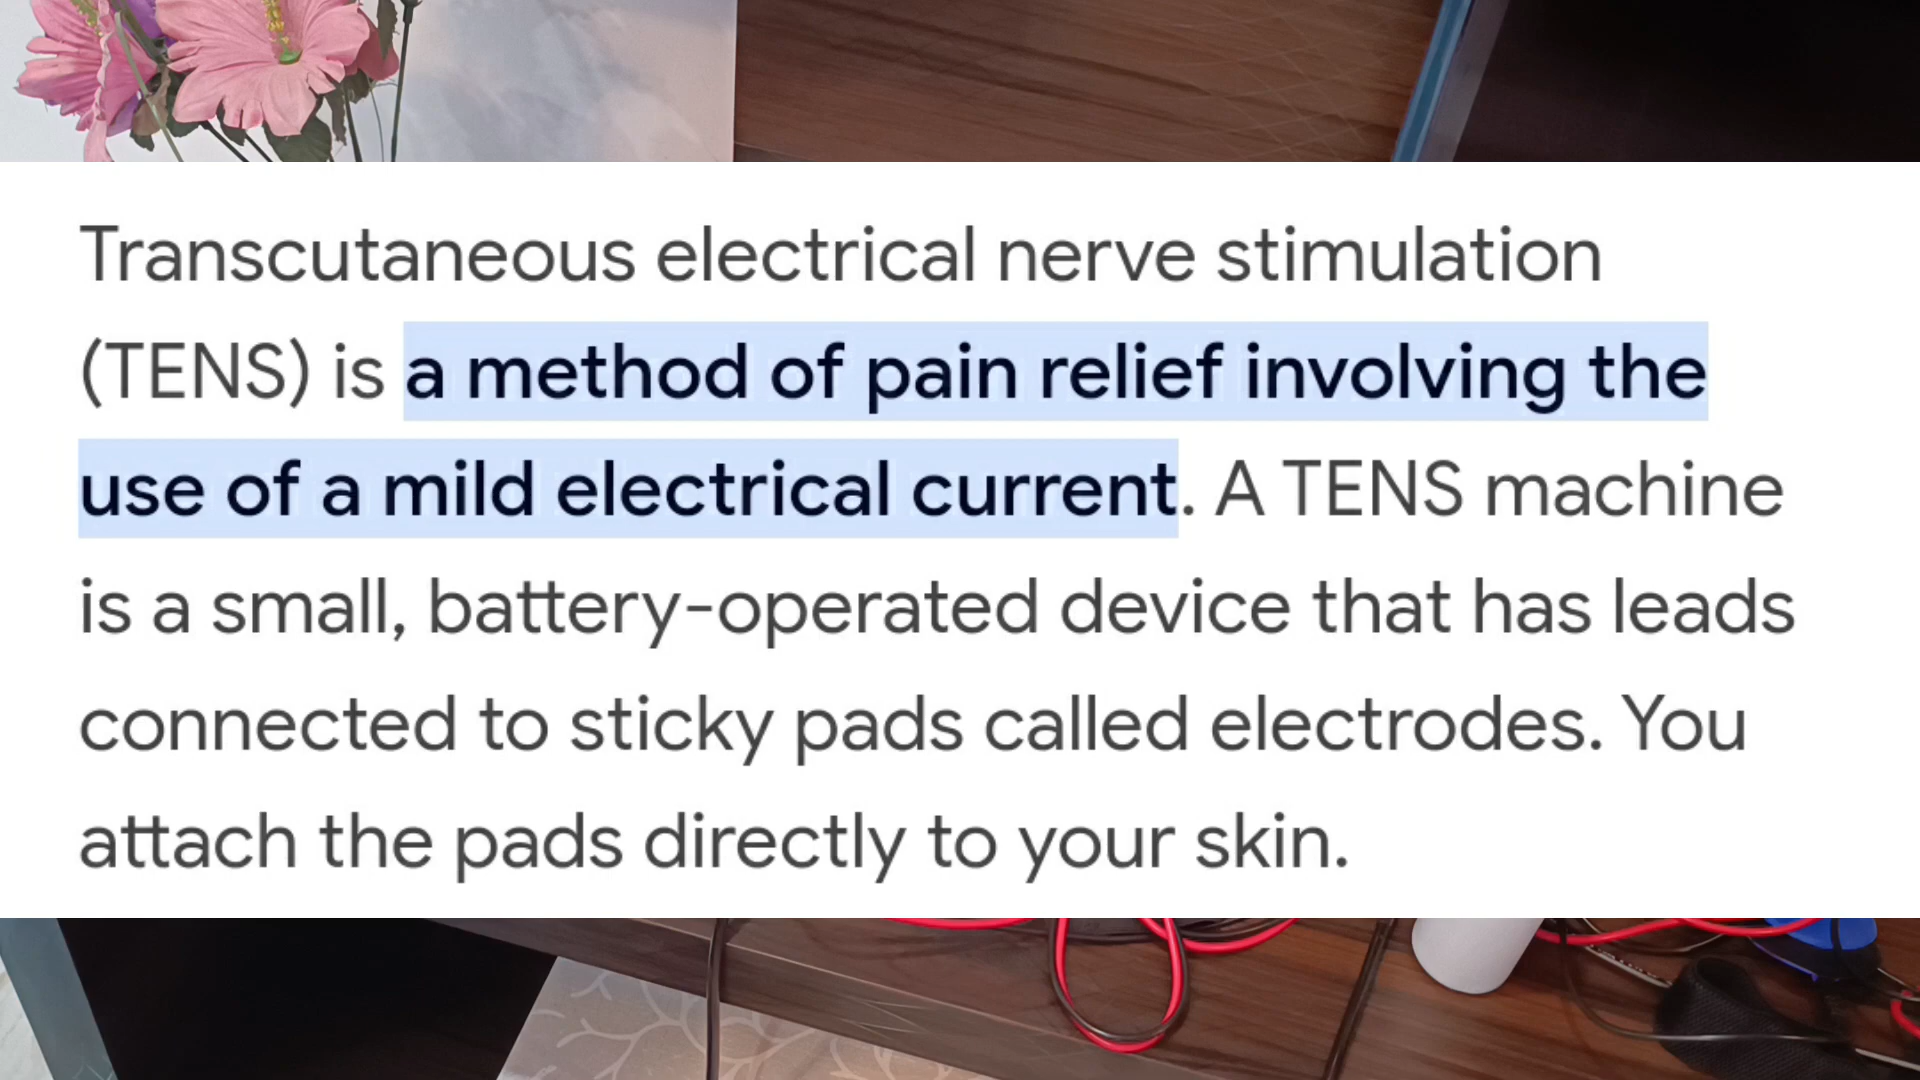 Transcutaneous electrical nerve stimulation
(TENS) is a method of pain relief involving the
use of a mild electrical current. A TENS machine
is a small, battery-operated device that has leads
connected to sticky pads called electrodes. You
attach the pads directly to your skin.